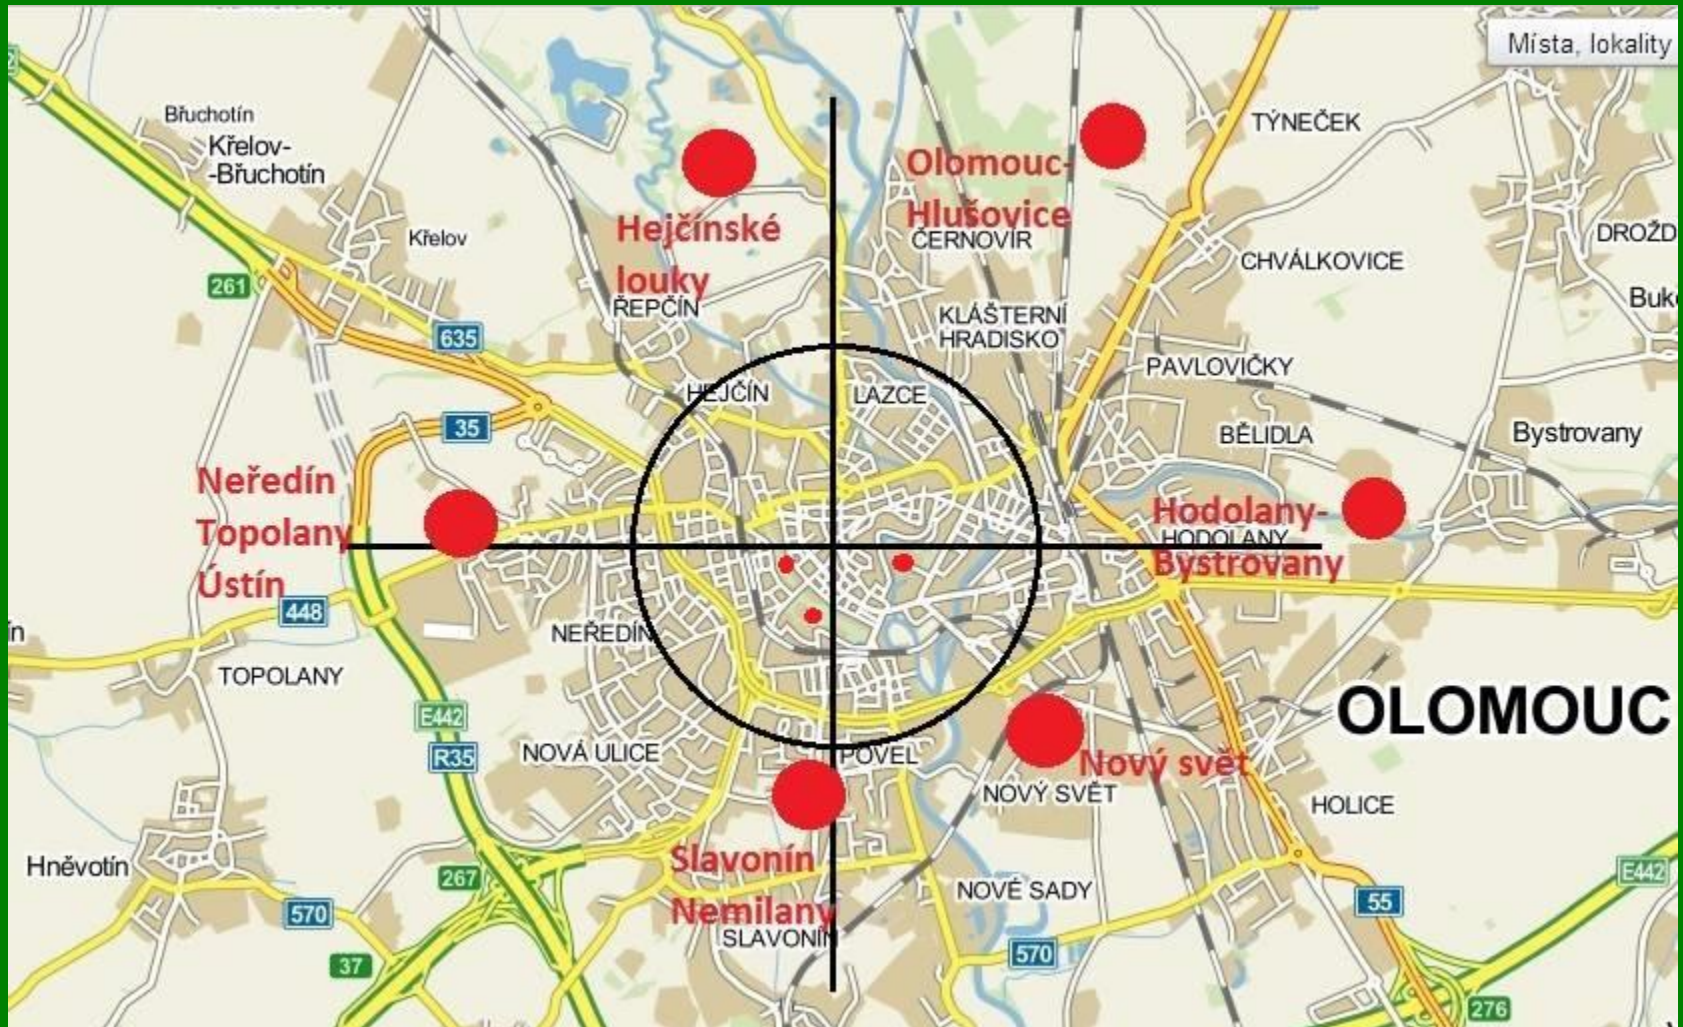 Místa, lokality
Břuchotín
Křelov-
-Břuchotín
TÝNEČEK
Olomouc-
Hlušovice
Hejčínské
louky
Křelov
ČERNOVÍR
DROŽD
CHVÁLKOVICE
261
Buk
ŘEPČÍN
KLÁŠTERNÍ
HRADISKO
635
PAVLOVIČKY
HEJČÍN
LAZCE
35
BĚLIDLA
Bystrovany
Neředín
Topolany
Ústín
Hodolany-
HODOLANY
Bystrovany
448
ín
NEŘEDÍN
TOPOLANY
OLOMOUC
E442
R35
NOVÁ ULICE
POVEL
Nový svět
NOVÝ SVĚT
HOLICE
Slavonín
Nemilany
Hněvotín
267
E442
NOVÉ SADY
570
55
SLAVONÍN
570
37
276